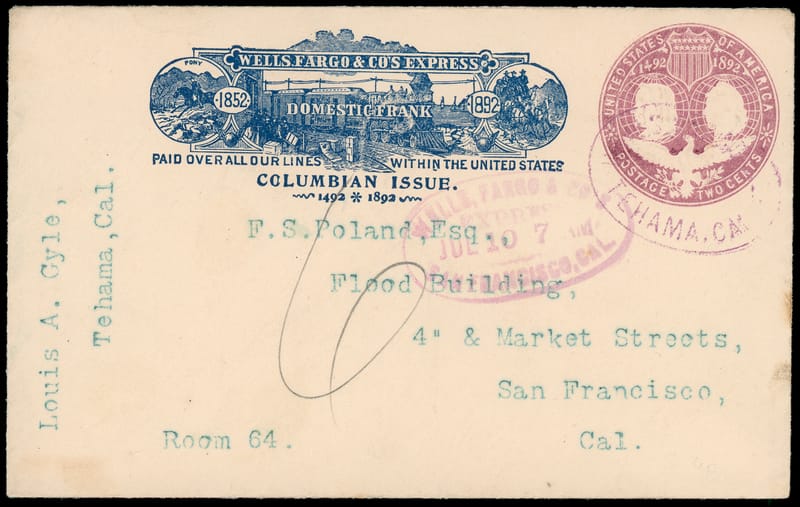 PONY
WELLS, FARGO & CO'S EXPRESS
1852
1892
DOMESTIC FRANK
PAID OVER ALL OUR LINES WITHIN THE UNITED STATES
COLUMBIAN ISSUE.
1492 * 1892
UNITED STATES OF AMERICA
1492 1892
POSTAGE TWO CENTS
TEHAMA, CAL
WELLS, FARGO & CO
EXPRESS
JUL 10 7
SAN FRANCISCO, CAL.
F.S.Poland,Esq.,
Flood Building,
4" & Market Streets,
San Francisco,
Room 64.
Cal.
Louis A. Gyle,
Tehama,Cal.